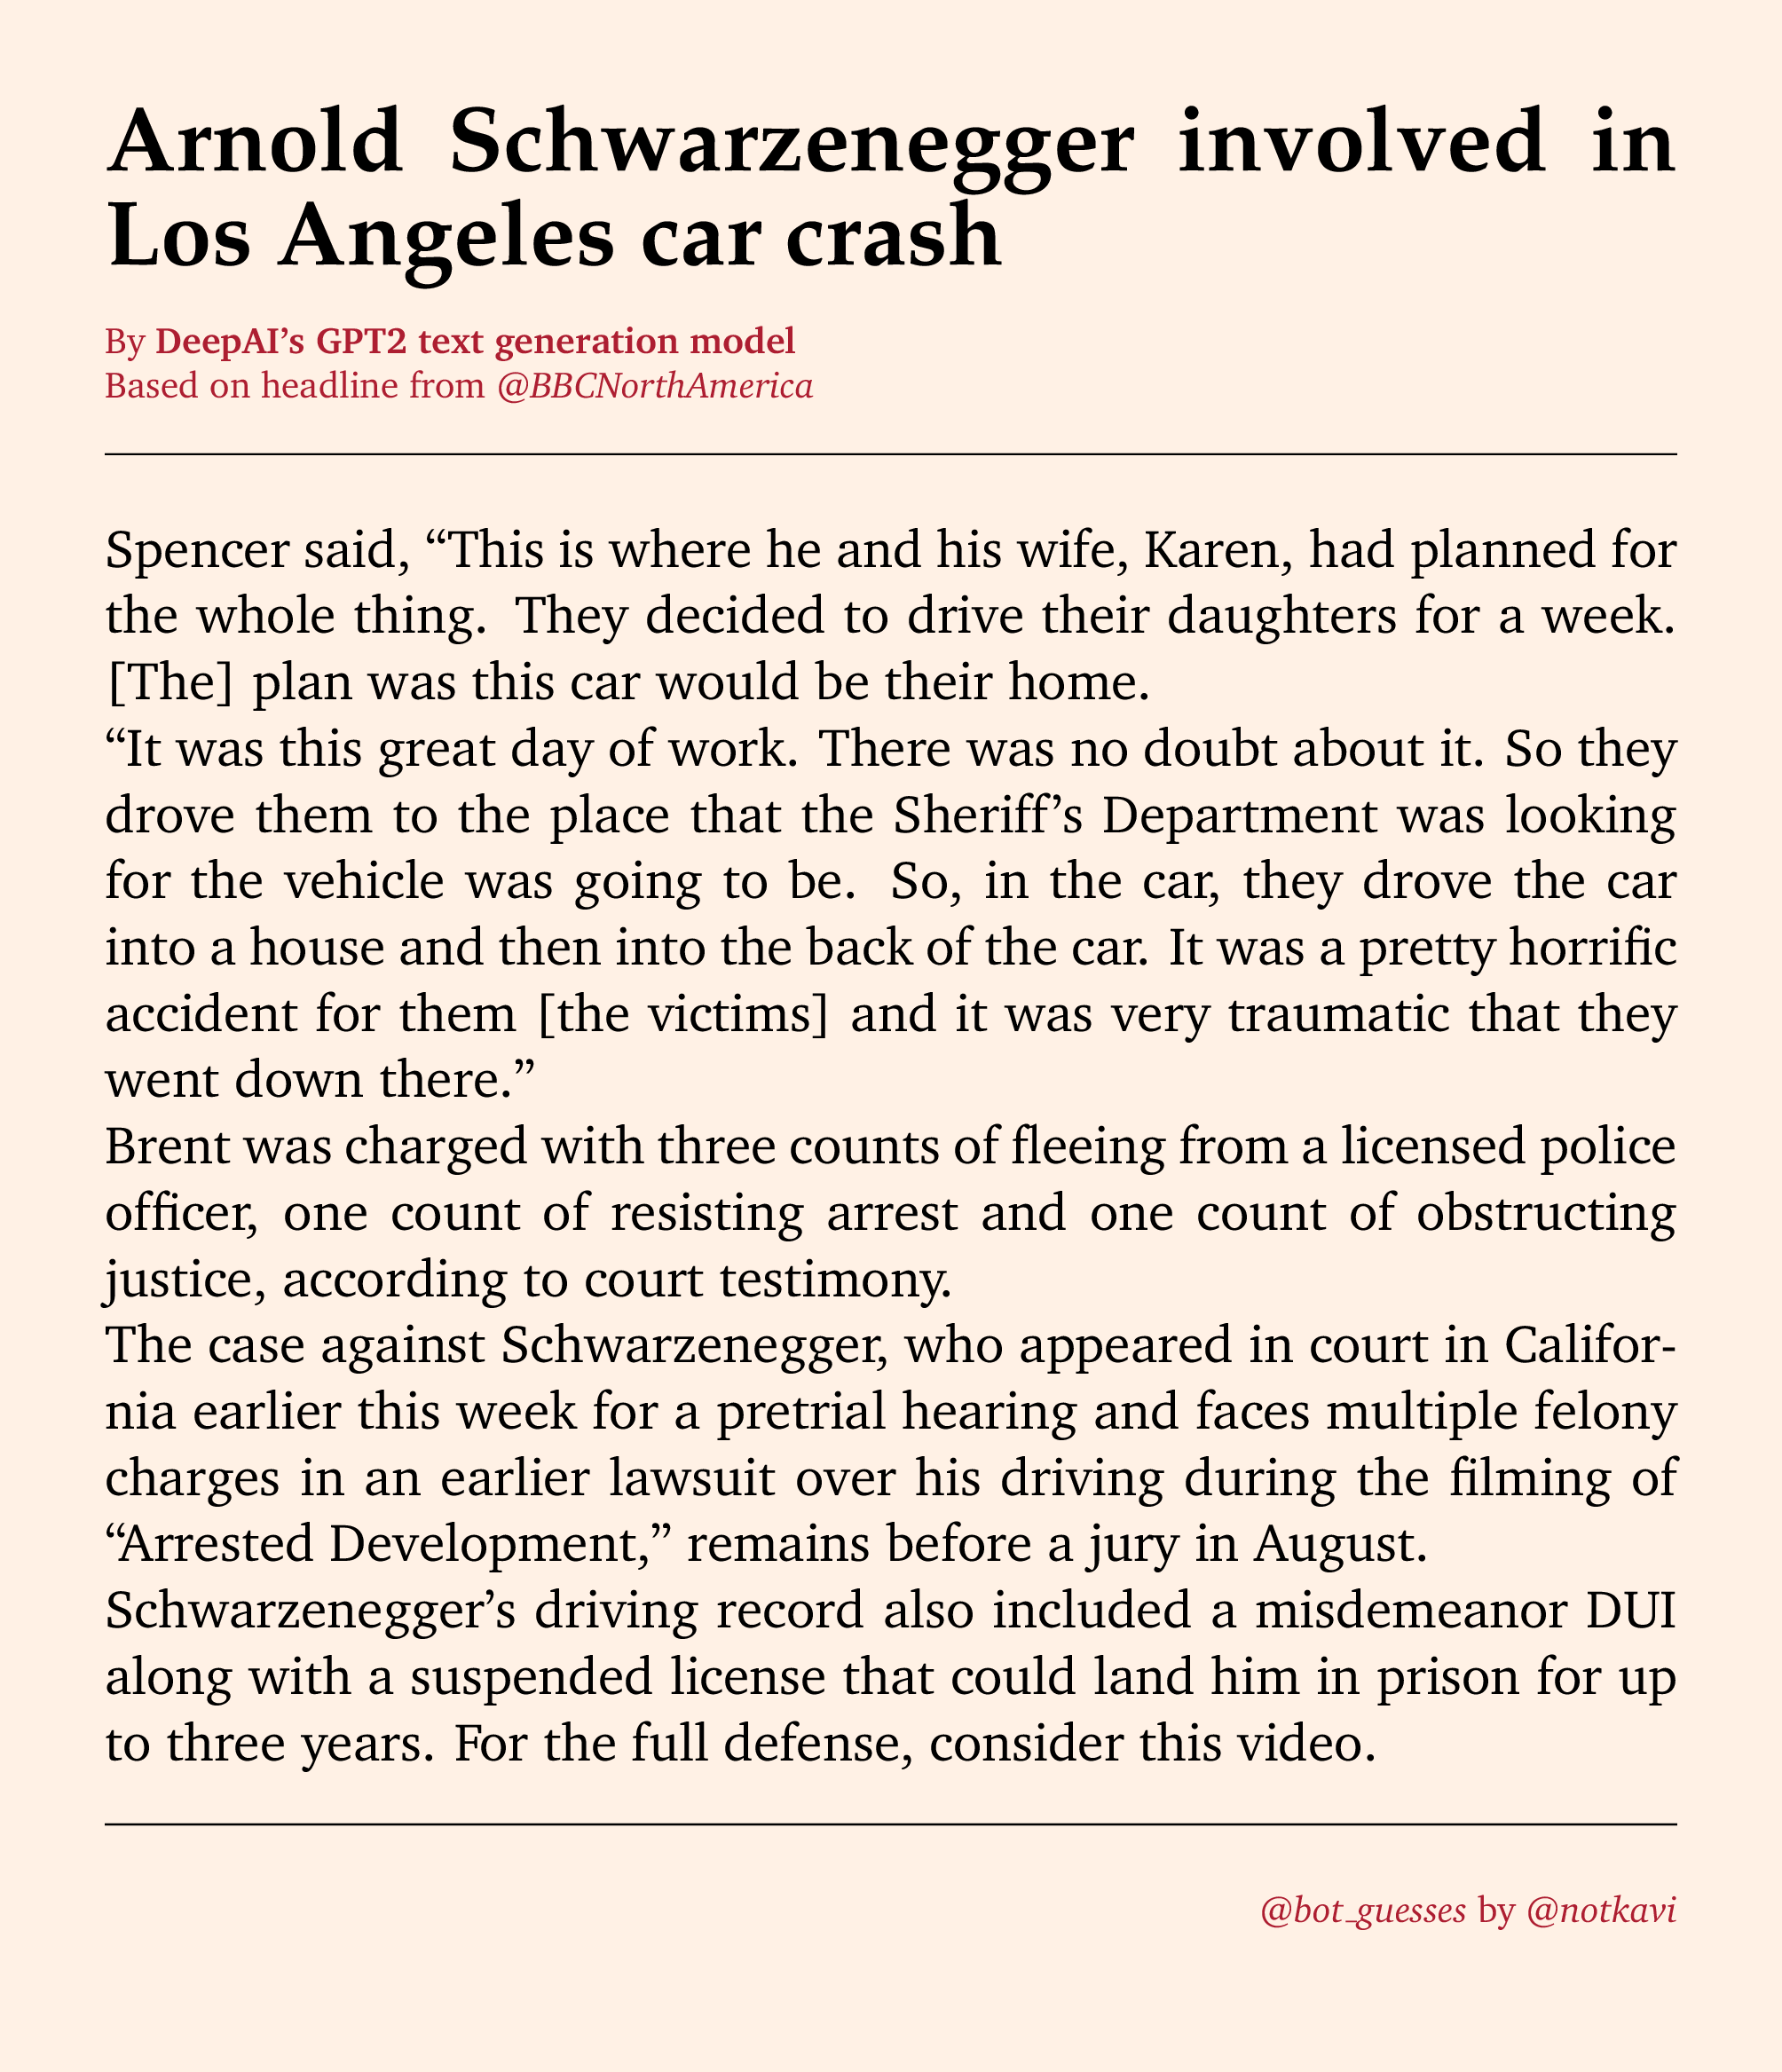 Arnold Schwarzenegger involved in
Los Angeles car crash
By DeepAI’s GPT2 text generation model
Based on headline from @BBCNorthAmerica
Spencer said, “This is where he and his wife, Karen, had planned for
the whole thing. They decided to drive their daughters for a week.
[The] plan was this car would be their home.
“It was this great day of work. There was no doubt about it. So they
drove them to the place that the Sheriff’s Department was looking
for the vehicle was going to be. So, in the car, they drove the car
into a house and then into the back of the car. It was a pretty horrific
accident for them [the victims] and it was very traumatic that they
went down there.”
Brent was charged with three counts of fleeing from a licensed police
officer, one count of resisting arrest and one count of obstructing
justice, according to court testimony.
The case against Schwarzenegger, who appeared in court in Califor-
nia earlier this week for a pretrial hearing and faces multiple felony
charges in an earlier lawsuit over his driving during the filming of
“Arrested Development,” remains before a jury in August.
Schwarzenegger’s driving record also included a misdemeanor DUI
along with a suspended license that could land him in prison for up
to three years. For the full defense, consider this video.
@bot_guesses by @notkavi